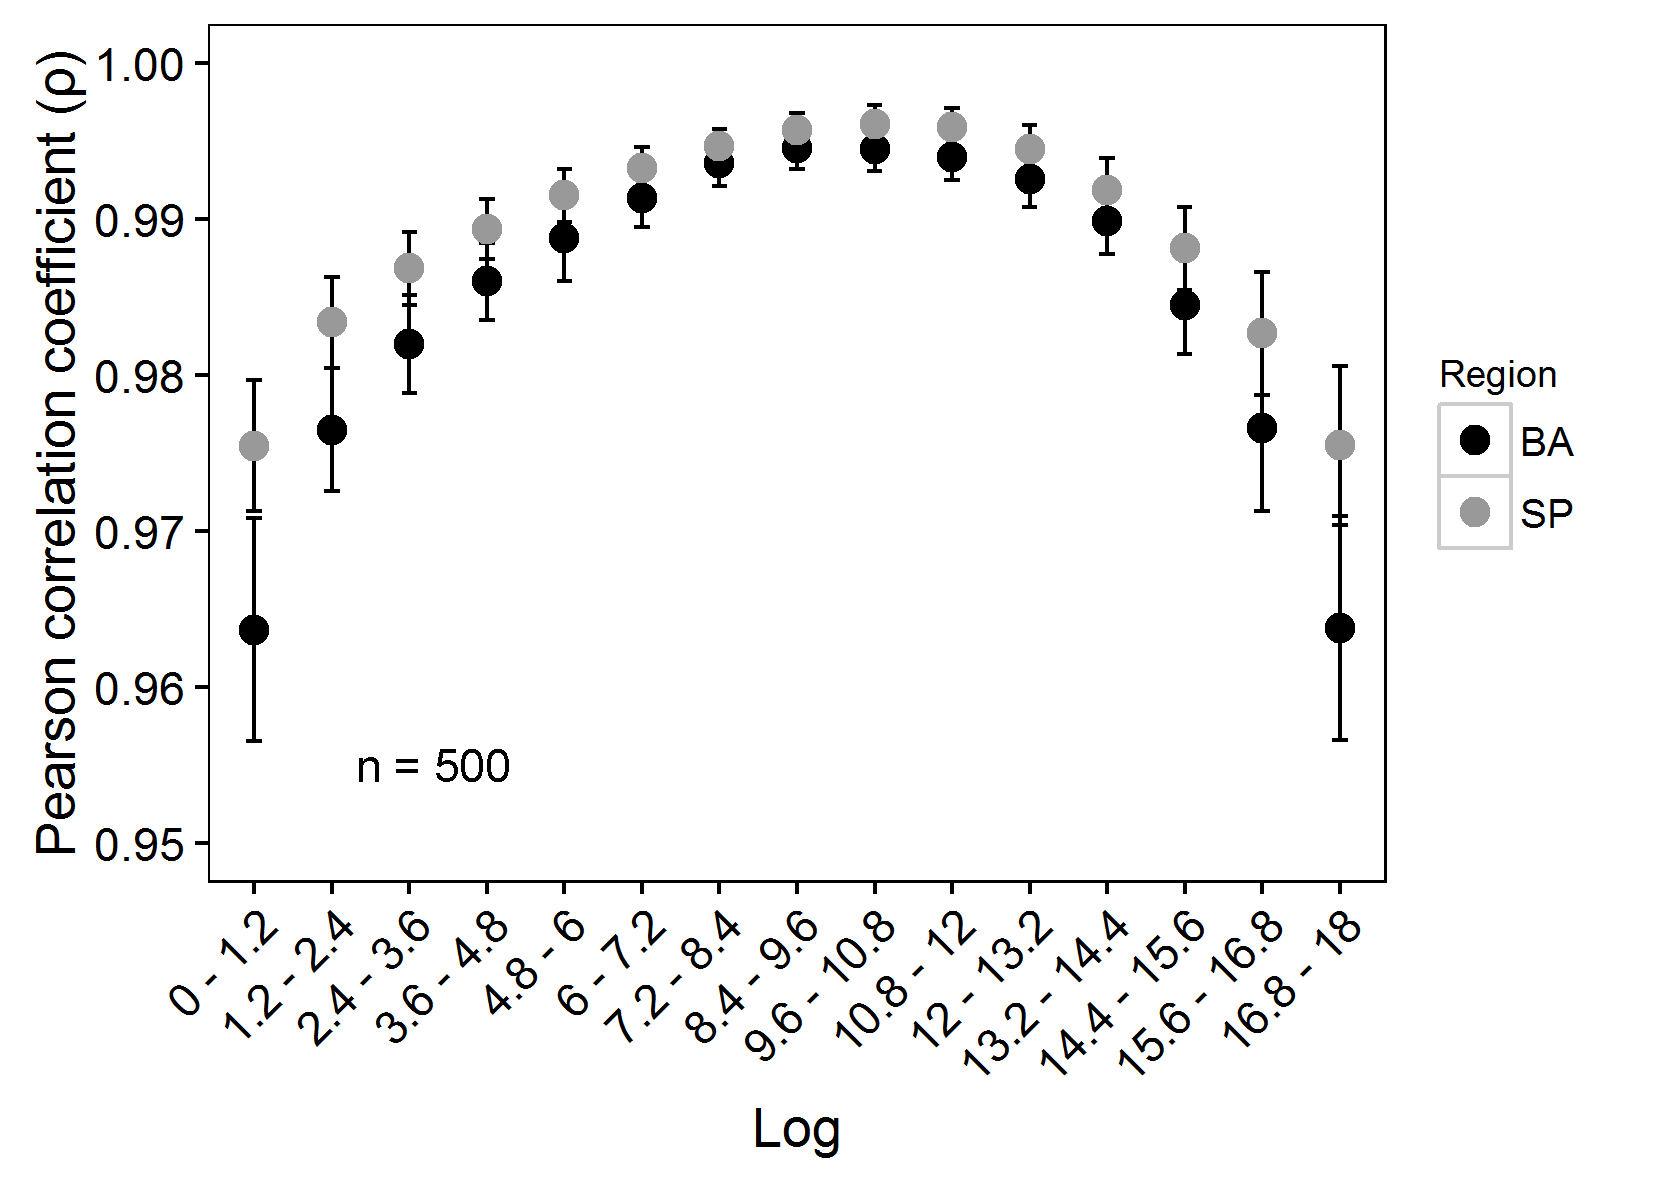 Pearson correlation coefficient (ρ)
1.00
0.99
0.98
0.97
0.96
0.95
n = 500
0 - 1.2
1.2 - 2.4
2.4 - 3.6
3.6 - 4.8
4.8 - 6
6 - 7.2
7.2 - 8.4
8.4 - 9.6
9.6 - 10.8
10.8 - 12
12 - 13.2
13.2 - 14.4
14.4 - 15.6
15.6 - 16.8
16.8 - 18
Log
Region
BA
SP